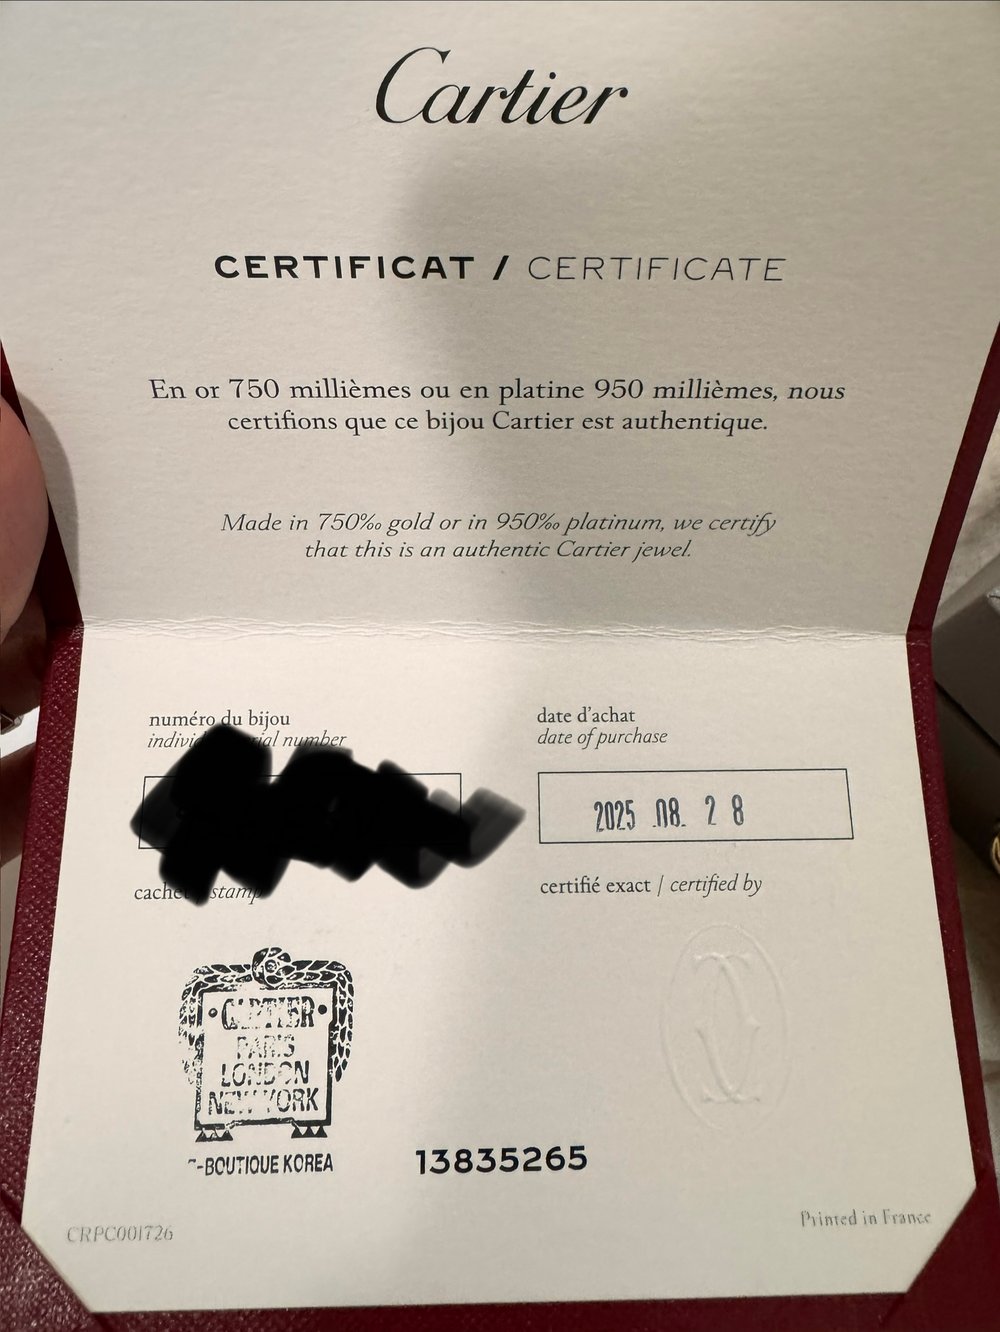 Cartier
CERTIFICAT / CERTIFICATE
En or 750 millièmes ou en platine 950 millièmes, nous
certifions que ce bijou Cartier est authentique.
Made in 750‰ gold or in 950‰ platinum, we certify
that this is an authentic Cartier jewel.
numéro du bijou
number
date d'achat
date of purchase
2025 .08. 28
stamp
certifié exact / certified by
CARTIER
PARIS
LONDON
NEW YORK
-BOUTIQUE KOREA
13835265
CRPC001726
Printed in France